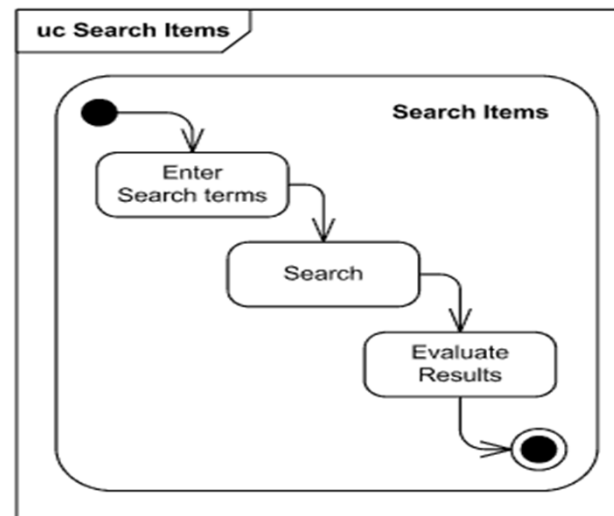 uc Search Items
Search Items
Enter
Search terms
Search
Evaluate
Results